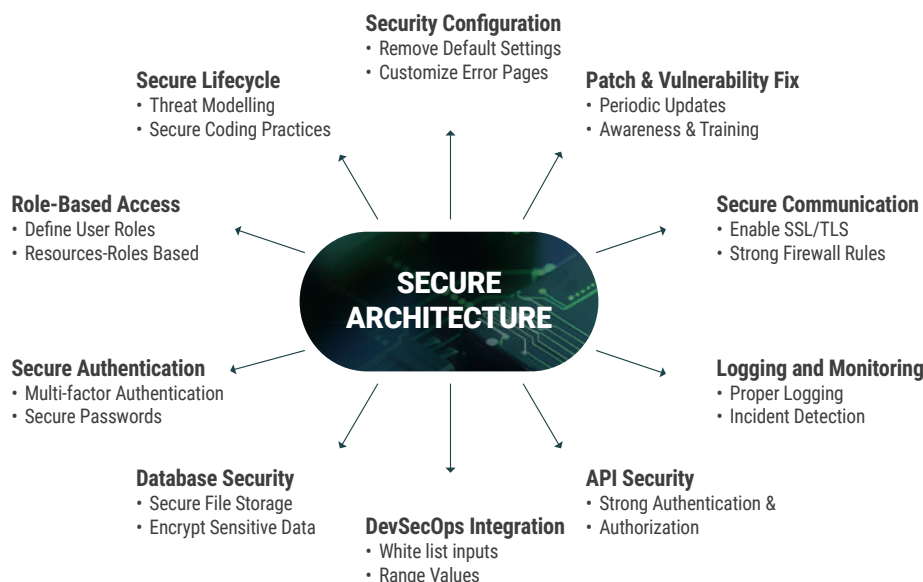 Security Configuration
• Remove Default Settings
• Customize Error Pages
Secure Lifecycle
• Threat Modelling
• Secure Coding Practices
Patch & Vulnerability Fix
• Periodic Updates
• Awareness & Training
Role-Based Access
• Define User Roles
• Resources-Roles Based
Secure Communication
• Enable SSL/TLS
• Strong Firewall Rules
SECURE
ARCHITECTURE
Secure Authentication
• Multi-factor Authentication
• Secure Passwords
Logging and Monitoring
• Proper Logging
• Incident Detection
Database Security
• Secure File Storage
• Encrypt Sensitive Data
DevSecOps Integration
• White list inputs
• Range Values
API Security
• Strong Authentication &
• Authorization